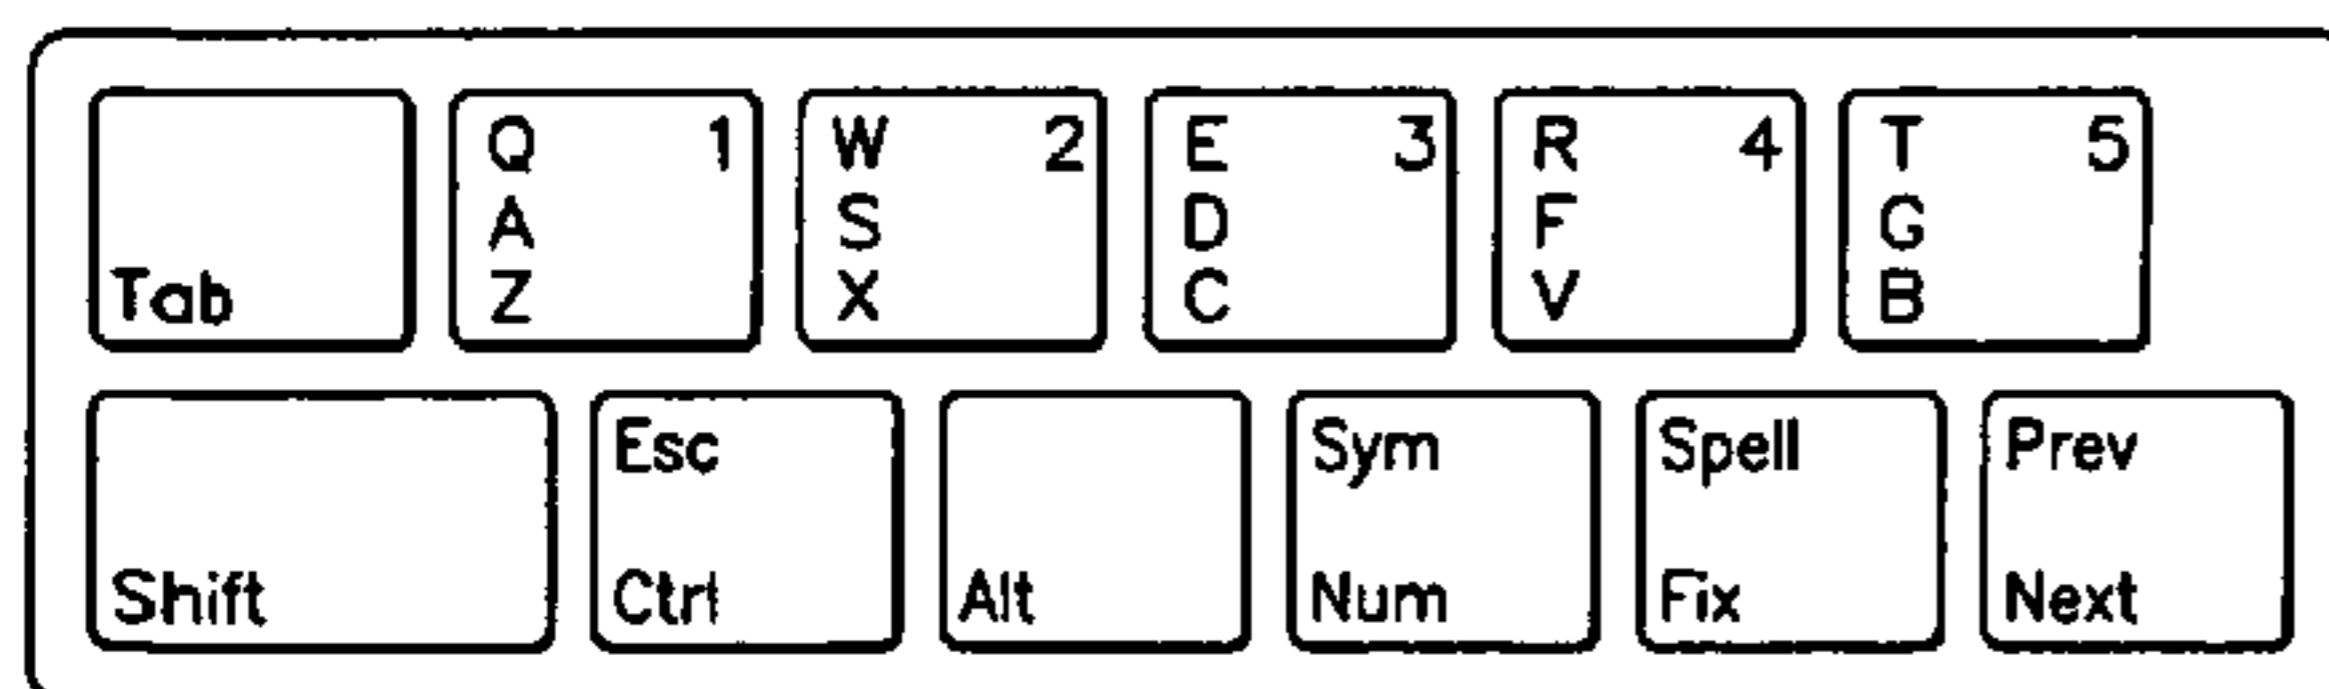 Q 1 W 2 E 3 R 4 T 5
A S D F G
Tab Z X C V B
Esc Sym Spell Prev
Shift Ctrl Alt Num Fix Next